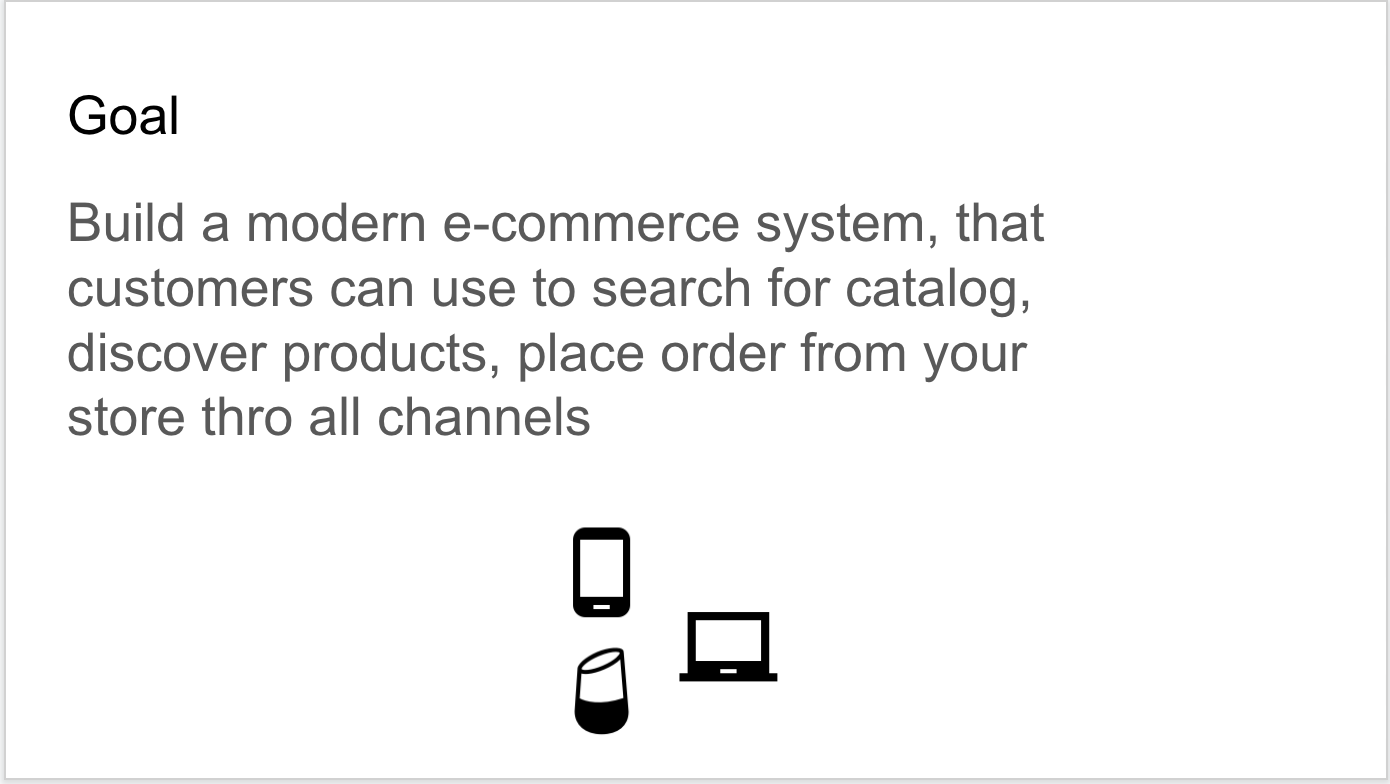 Goal
Build a modern e-commerce system, that
customers can use to search for catalog,
discover products, place order from your
store thro all channels